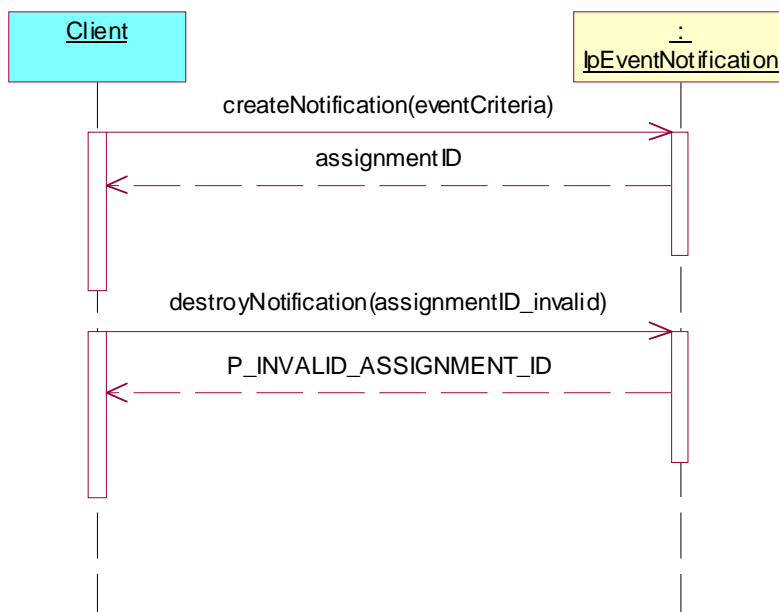 Client
:
IpEventNotification
createNotification(eventCriteria)
assignmentID
destroyNotification(assignmentID_invalid)
P_INVALID_ASSIGNMENT_ID